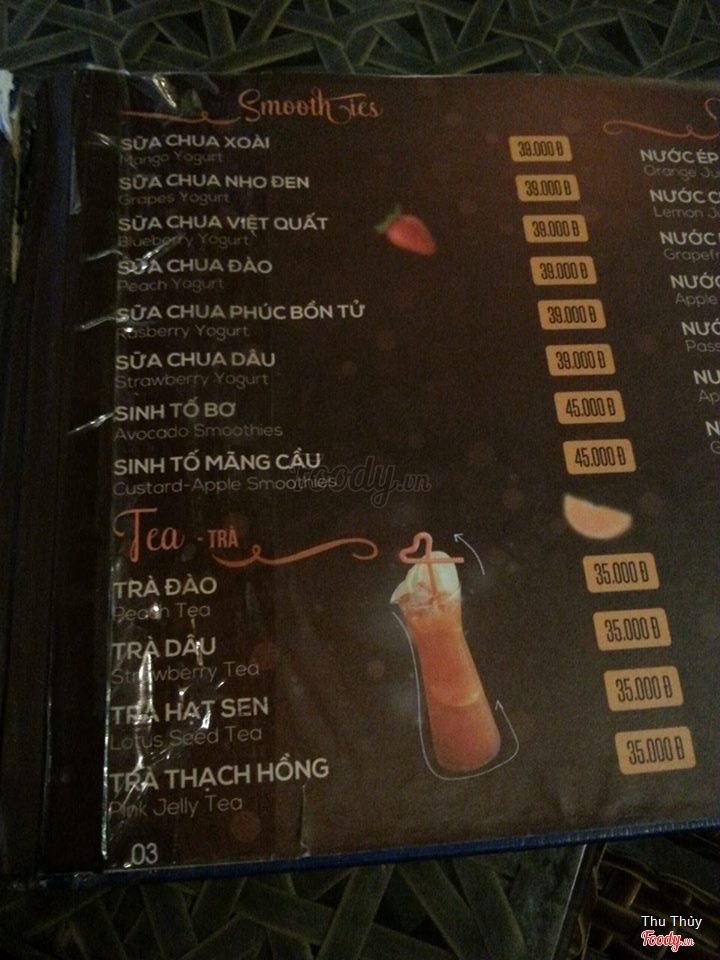 Smoothies
SỮA CHUA XOÀI 39.000 Đ
Mango Yogurt
SỮA CHUA NHO ĐEN 39.000 Đ
Grapes Yogurt
SỮA CHUA VIỆT QUẤT 39.000 Đ
Blueberry Yogurt
SỮA CHUA ĐÀO 39.000 Đ
Peach Yogurt
SỮA CHUA PHÚC BỒN TỬ 39.000 Đ
Rasberry Yogurt
SỮA CHUA DÂU 39.000 Đ
Strawberry Yogurt
SINH TỐ BƠ 45.000 Đ
Avocado Smoothies
SINH TỐ MÃNG CẦU 45.000 Đ
Custard-Apple Smoothies
Foody.vn
Tea - TRÀ
TRÀ ĐÀO 35.000 Đ
Peach Tea
TRÀ DÂU 35.000 Đ
Strawberry Tea
TRÀ HẠT SEN 35.000 Đ
Lotus Seed Tea
TRÀ THẠCH HỒNG 35.000 Đ
Pink Jelly Tea
03
NƯỚC ÉP
Orange
NƯỚC
Lemon
NƯỚC
Apple
Thu Thủy
Foody.vn